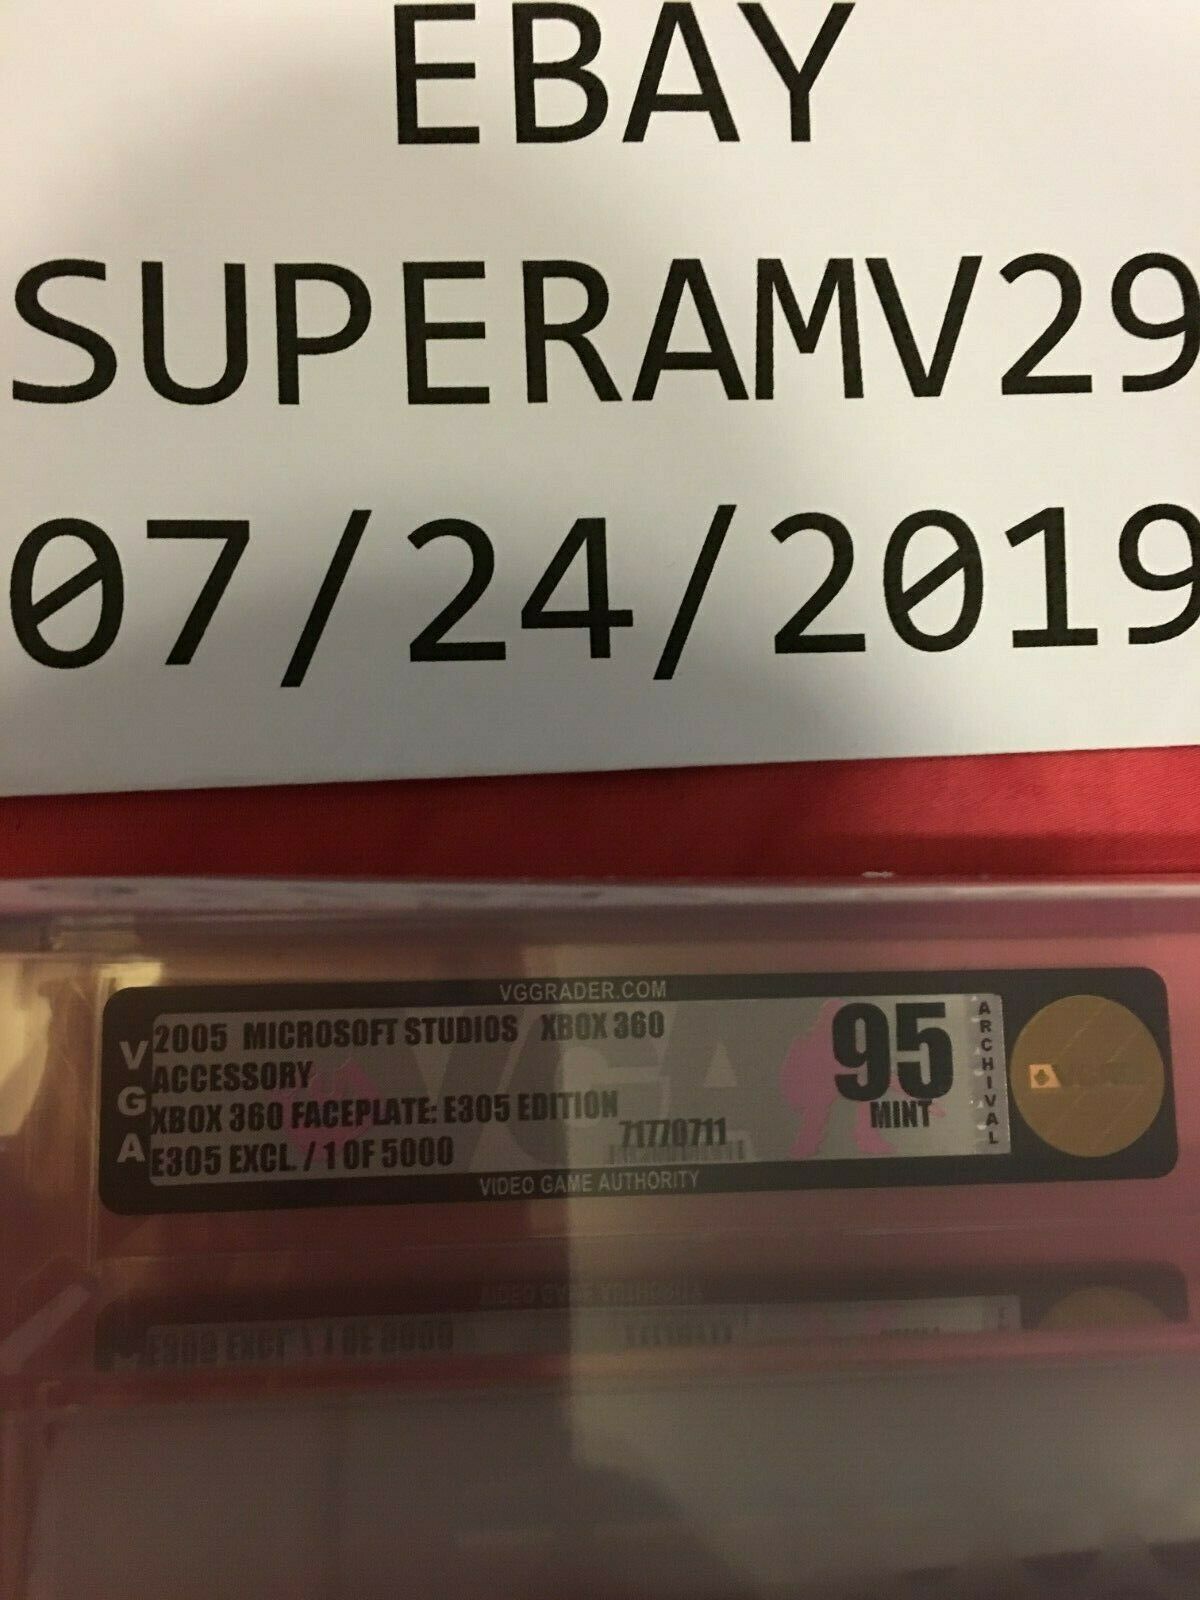 EBAY
SUPERAMV29
07/24/2019
VGGRADER.COM
VGA
2005 MICROSOFT STUDIOS XBOX 360
ACCESSORY
XBOX 360 FACEPLATE: E305 EDITION
E305 EXCL. / 1 OF 5000
71770711
95
MINT
ARCHIVAL
VIDEO GAME AUTHORITY